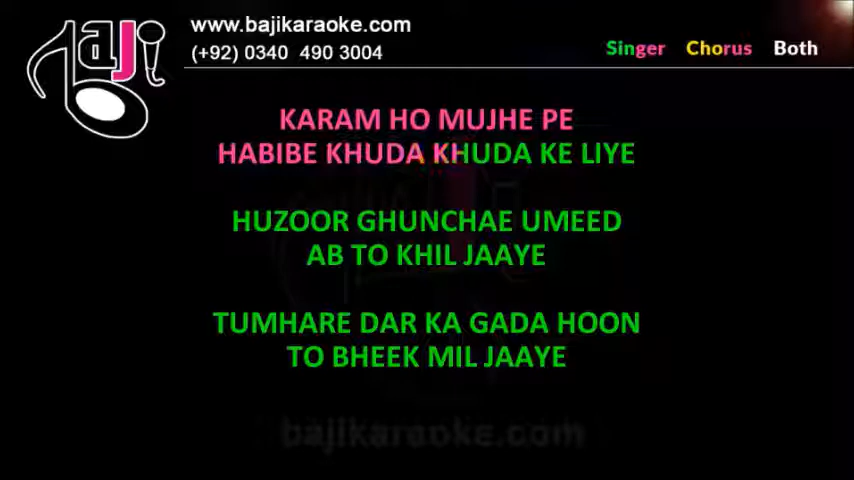 www.bajikaraoke.com
(+92) 0340 490 3004
Singer Chorus Both
baji
KARAM HO MUJHE PE
HABIBE KHUDA KHUDA KE LIYE
HUZOOR GHUNCHAE UMEED
AB TO KHIL JAAYE
TUMHARE DAR KA GADA HOON
TO BHEEK MIL JAAYE
bajikaraoke.com